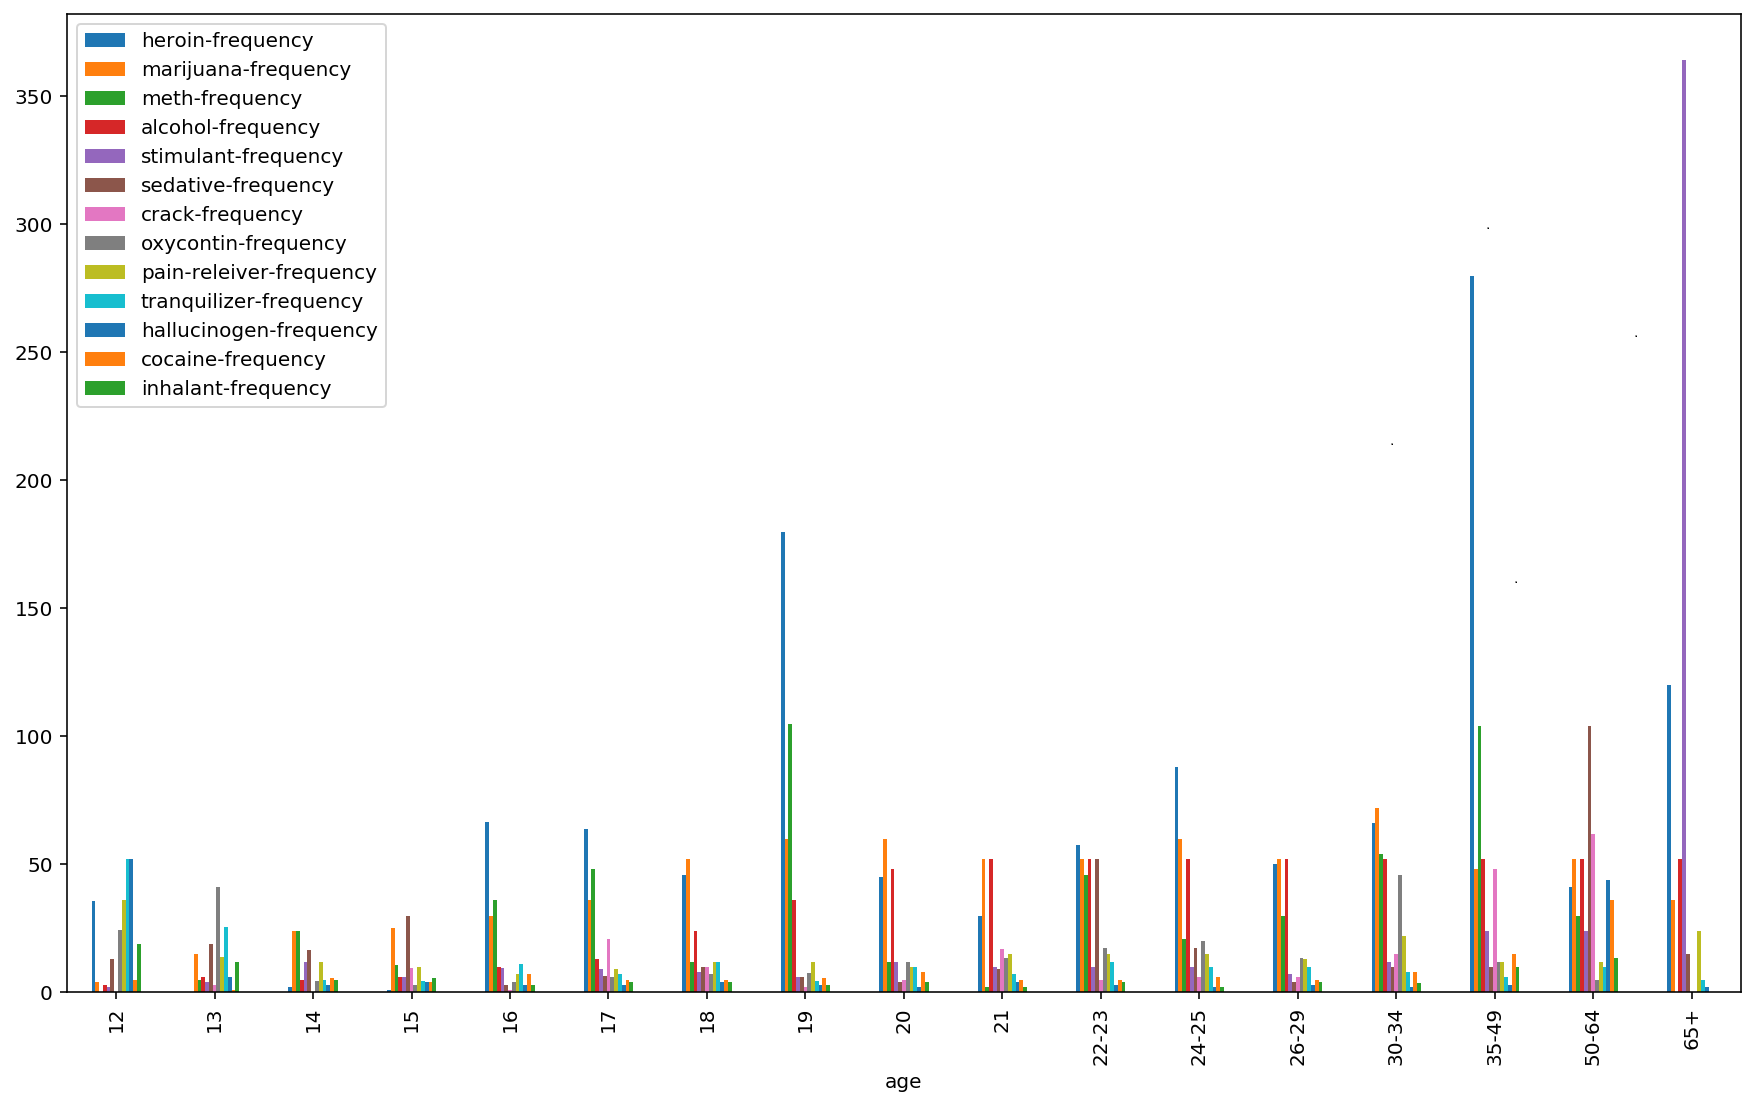 heroin-frequency
marijuana-frequency
meth-frequency
alcohol-frequency
stimulant-frequency
sedative-frequency
crack-frequency
oxycontin-frequency
pain-releiver-frequency
tranquilizer-frequency
hallucinogen-frequency
cocaine-frequency
inhalant-frequency
350
300
250
200
150
100
50
0
12
13
14
15
16
17
18
19
20
21
22-23
24-25
26-29
30-34
35-49
50-64
65+
age